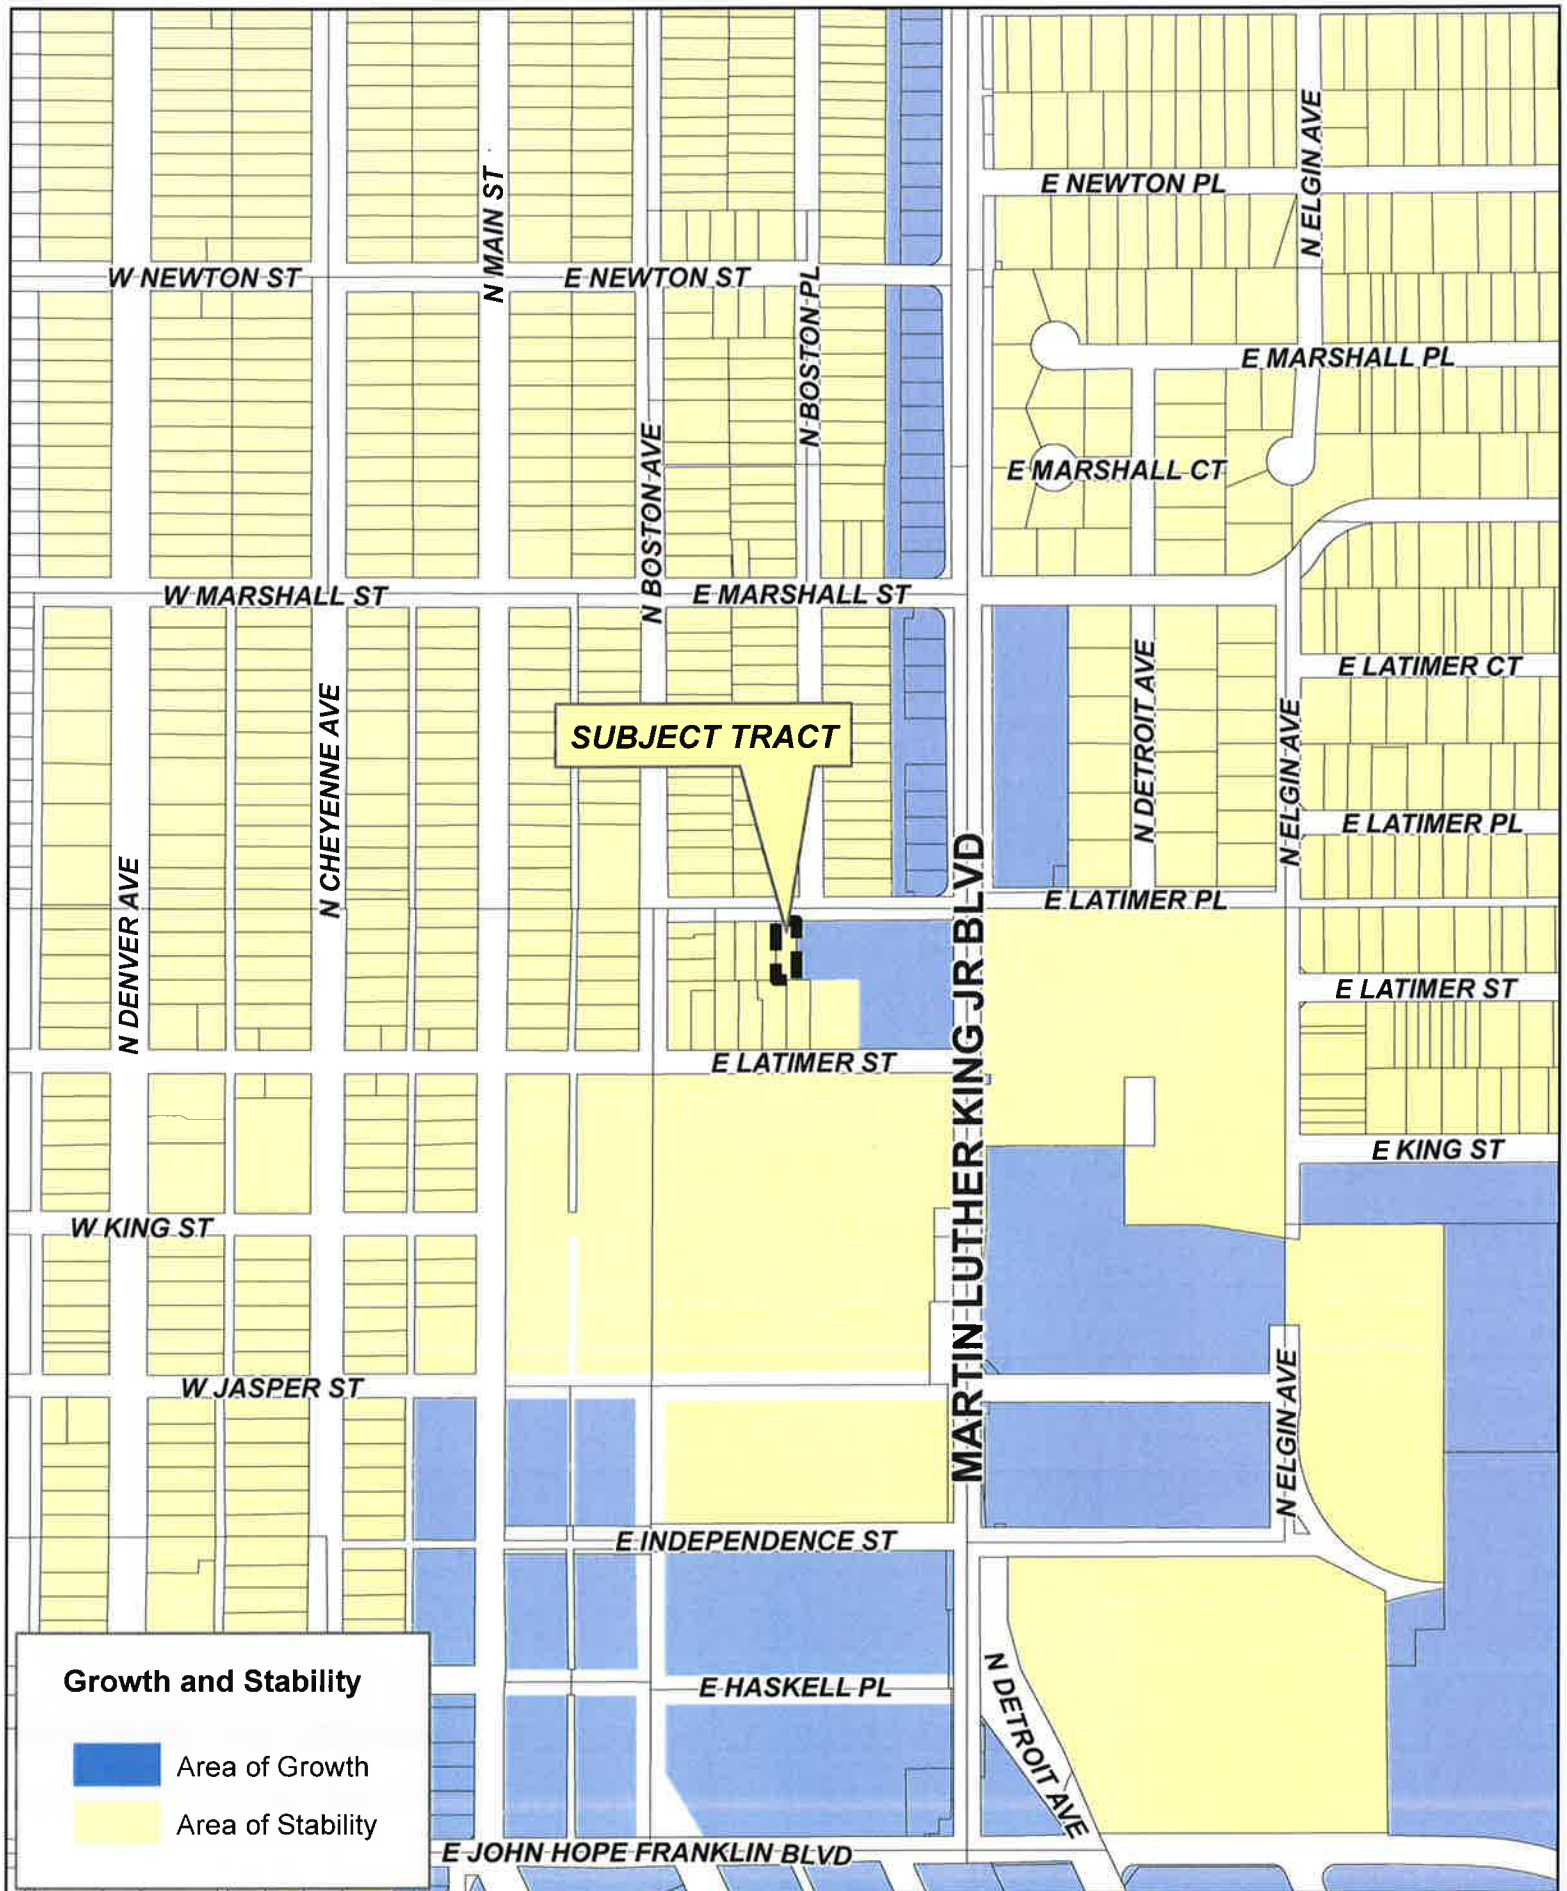 N ELGIN AVE
E NEWTON PL
N MAIN ST
W NEWTON ST
E NEWTON ST
N BOSTON PL
E MARSHALL PL
N BOSTON AVE
E MARSHALL CT
W MARSHALL ST
E MARSHALL ST
E LATIMER CT
N CHEYENNE AVE
SUBJECT TRACT
N DETROIT AVE
N ELGIN AVE
E LATIMER PL
N DENVER AVE
MARTIN LUTHER KING JR BLVD
E LATIMER PL
E LATIMER ST
E LATIMER ST
E KING ST
W KING ST
W JASPER ST
N ELGIN AVE
E INDEPENDENCE ST
Growth and Stability
E HASKELL PL
N DETROIT AVE
Area of Growth
Area of Stability
E JOHN HOPE FRANKLIN BLVD